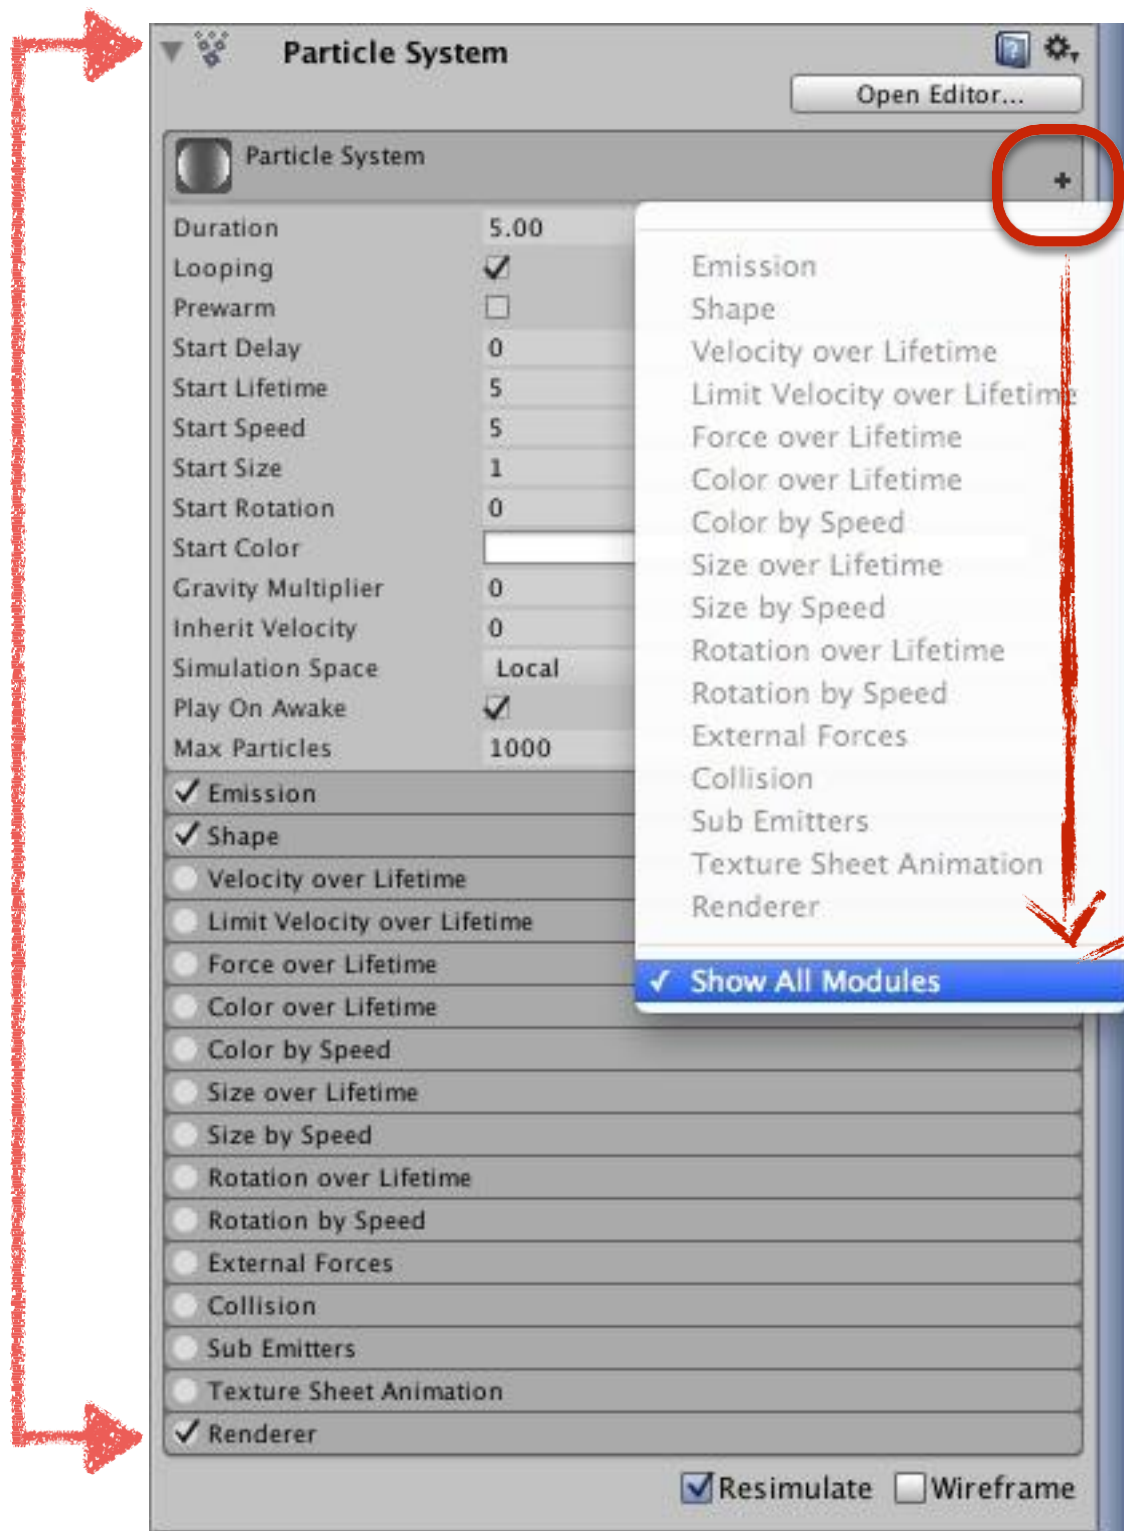 Particle System
Open Editor...
Particle System
Duration 5.00
Looping
Prewarm
Start Delay 0
Start Lifetime 5
Start Speed 5
Start Size 1
Start Rotation 0
Start Color
Gravity Multiplier 0
Inherit Velocity 0
Simulation Space Local
Play On Awake
Max Particles 1000
Emission
Shape
Velocity over Lifetime
Limit Velocity over Lifetime
Force over Lifetime
Color over Lifetime
Color by Speed
Size over Lifetime
Size by Speed
Rotation over Lifetime
Rotation by Speed
External Forces
Collision
Sub Emitters
Texture Sheet Animation
Renderer
Emission
Shape
Velocity over Lifetime
Limit Velocity over Lifetime
Force over Lifetime
Color over Lifetime
Color by Speed
Size over Lifetime
Size by Speed
Rotation over Lifetime
Rotation by Speed
External Forces
Collision
Sub Emitters
Texture Sheet Animation
Renderer
Show All Modules
Resimulate Wireframe